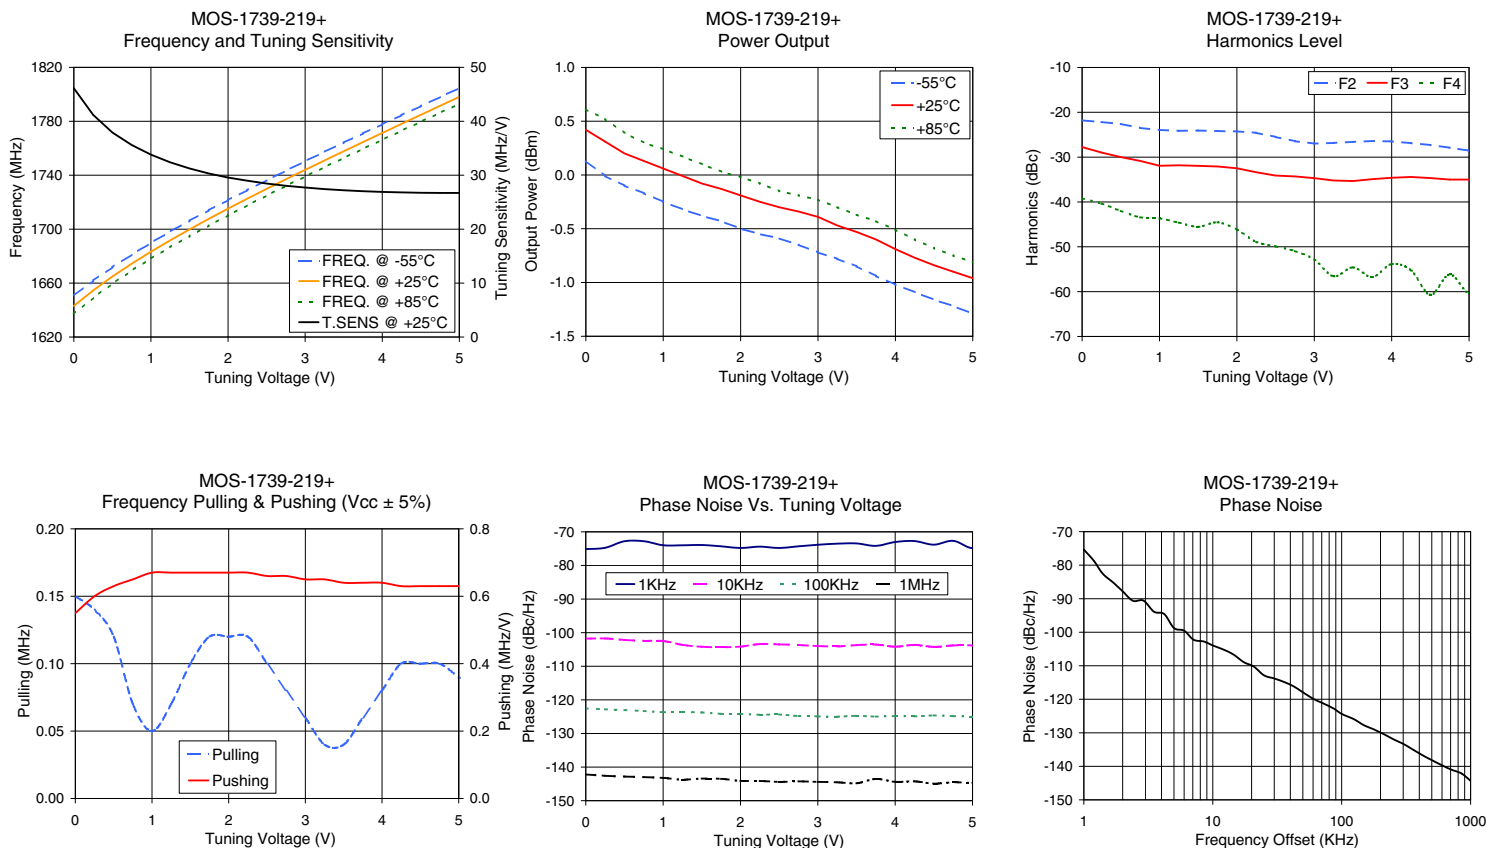 MOS-1739-219+
Frequency and Tuning Sensitivity
1820
1780
1740
1700
1660
1620
50
40
30
20
10
0
Frequency (MHz)
Tuning Sensitivity (MHz/V)
FREQ. @ -55°C
FREQ. @ +25°C
FREQ. @ +85°C
T.SENS @ +25°C
0 1 2 3 4 5
Tuning Voltage (V)
MOS-1739-219+
Power Output
1.0
0.5
0.0
-0.5
-1.0
-1.5
Output Power (dBm)
-55°C
+25°C
+85°C
0 1 2 3 4 5
Tuning Voltage (V)
MOS-1739-219+
Harmonics Level
-10
-20
-30
-40
-50
-60
-70
Harmonics (dBc)
F2 F3 F4
0 1 2 3 4 5
Tuning Voltage (V)
MOS-1739-219+
Frequency Pulling & Pushing (Vcc ± 5%)
0.20
0.15
0.10
0.05
0.00
0.8
0.6
0.4
0.2
0.0
Pulling (MHz)
Pushing (MHz/V)
Pulling
Pushing
0 1 2 3 4 5
Tuning Voltage (V)
MOS-1739-219+
Phase Noise Vs. Tuning Voltage
-70
-80
-90
-100
-110
-120
-130
-140
-150
Phase Noise (dBc/Hz)
1KHz 10KHz 100KHz 1MHz
0 1 2 3 4 5
Tuning Voltage (V)
MOS-1739-219+
Phase Noise
-70
-80
-90
-100
-110
-120
-130
-140
-150
Phase Noise (dBc/Hz)
1 10 100 1000
Frequency Offset (KHz)